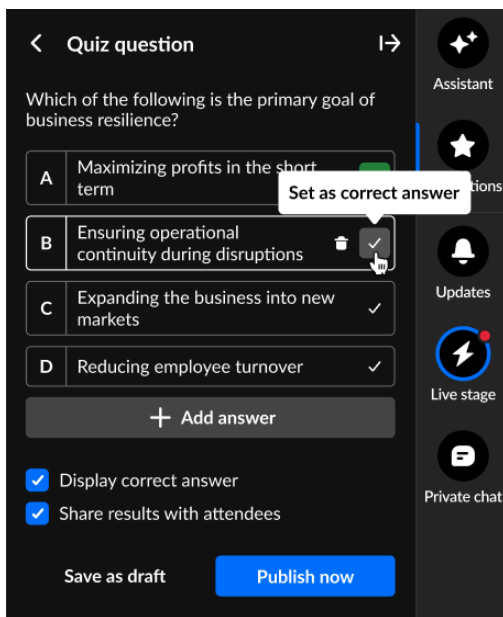 Quiz question
Which of the following is the primary goal of
business resilience?
A
Maximizing profits in the short
term
Set as correct answer
B
Ensuring operational
continuity during disruptions
C
Expanding the business into new
markets
D
Reducing employee turnover
Add answer
Display correct answer
Share results with attendees
Save as draft
Publish now
Assistant
Updates
Live stage
Private chat